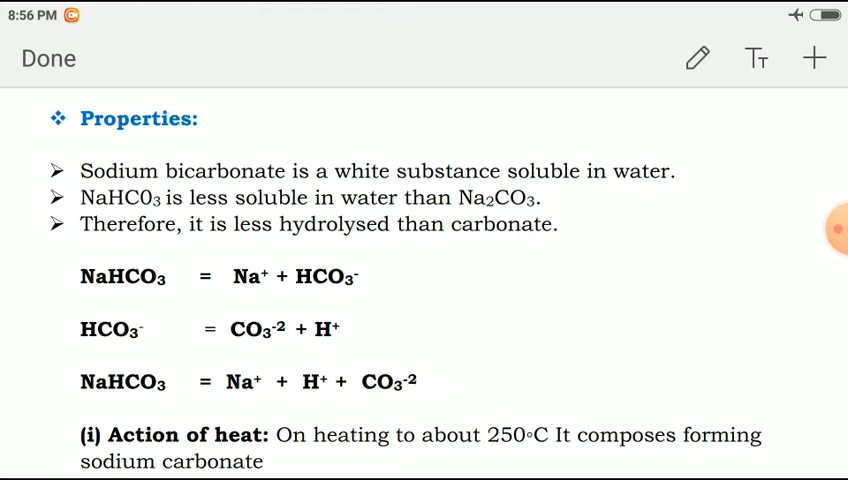 8:56 PM
Done
Properties:
Sodium bicarbonate is a white substance soluble in water.
NaHC0₃ is less soluble in water than Na₂CO₃.
Therefore, it is less hydrolysed than carbonate.
NaHCO₃ = Na⁺ + HCO₃⁻
HCO₃⁻ = CO₃⁻² + H⁺
NaHCO₃ = Na⁺ + H⁺ + CO₃⁻²
(i) Action of heat: On heating to about 250◦C It composes forming
sodium carbonate